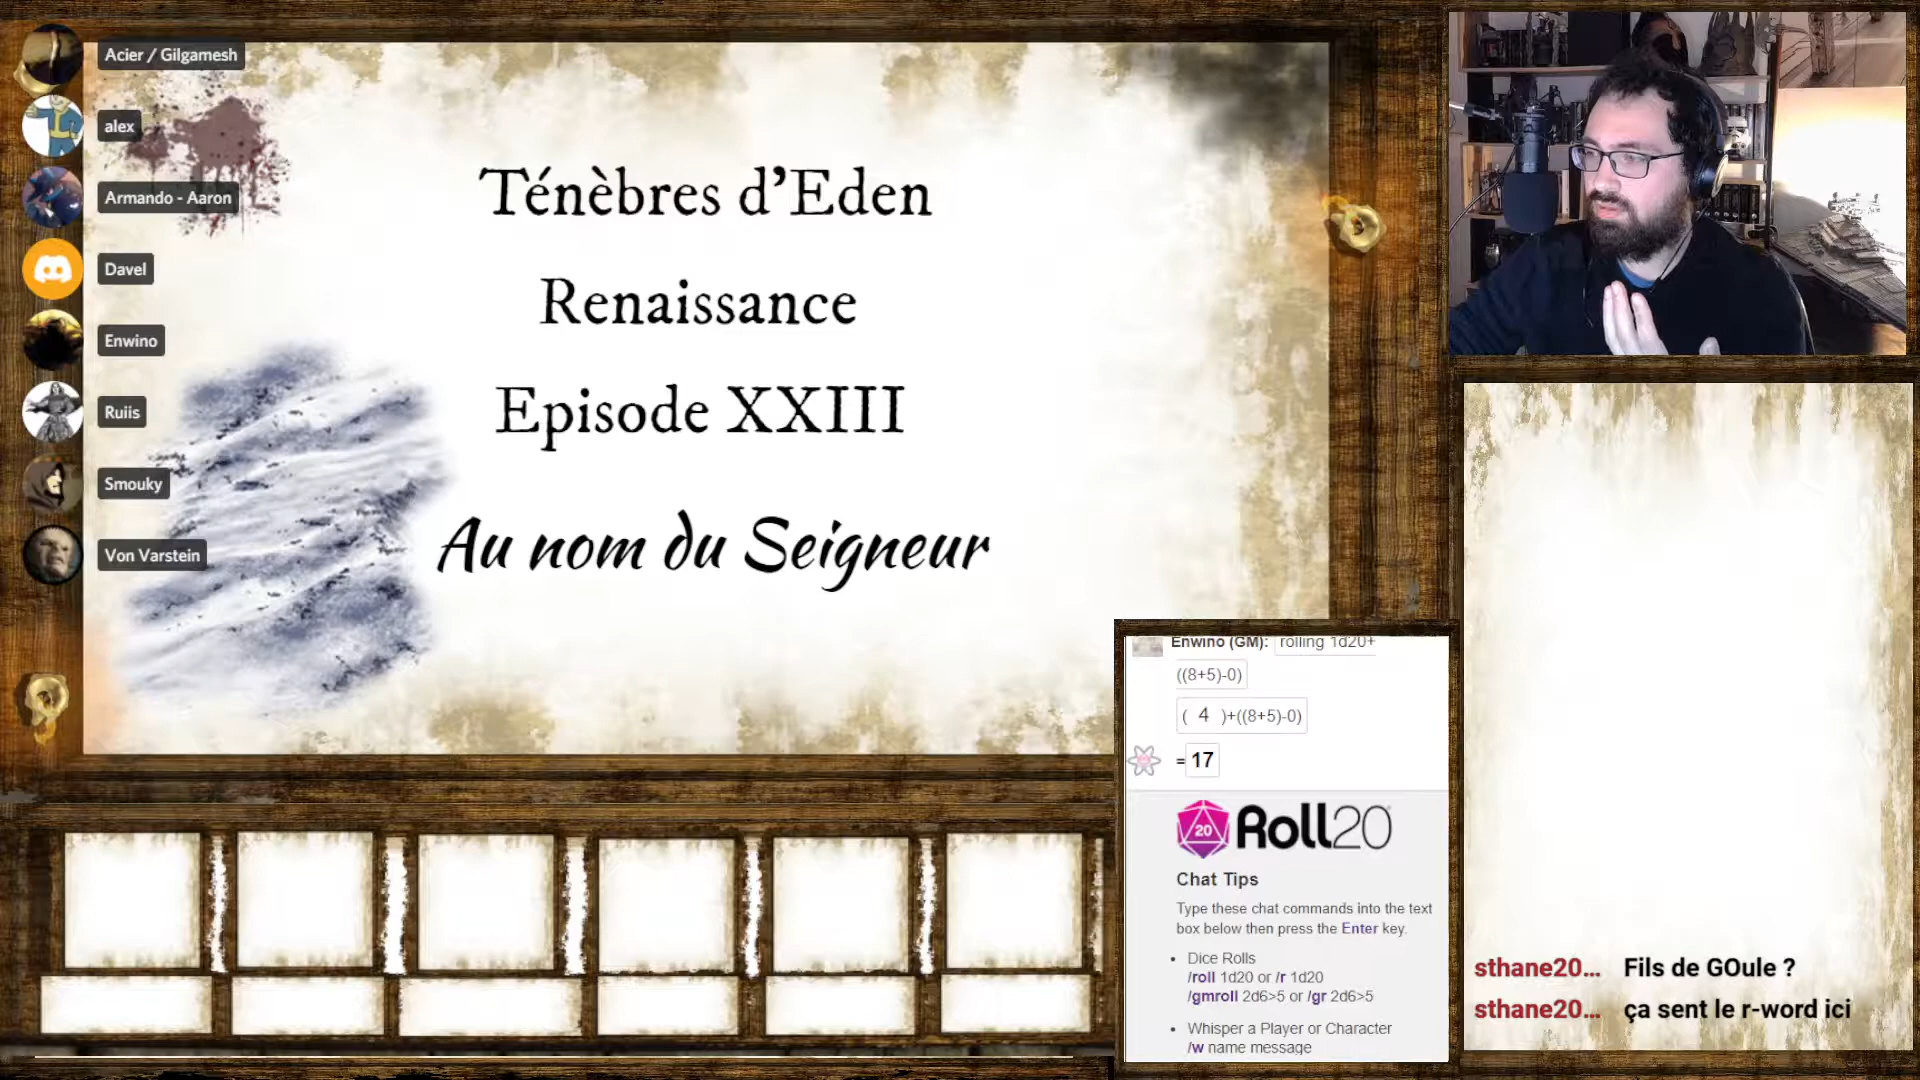 Acier / Gilgamesh
alex
Armando - Aaron
Davel
Enwino
Ruiis
Smouky
Von Varstein
Ténèbres d'Eden
Renaissance
Episode XXIII
Au nom du Seigneur
Enwino (GM): rolling 1d20+
((8+5)-0)
( 4 )+((8+5)-0)
=17
20 Roll20
Chat Tips
Type these chat commands into the text
box below then press the Enter key.
• Dice Rolls
/roll 1d20 or /r 1d20
/gmroll 2d6>5 or /gr 2d6>5
• Whisper a Player or Character
/w name message
sthane20... Fils de GOule ?
sthane20... ça sent le r-word ici